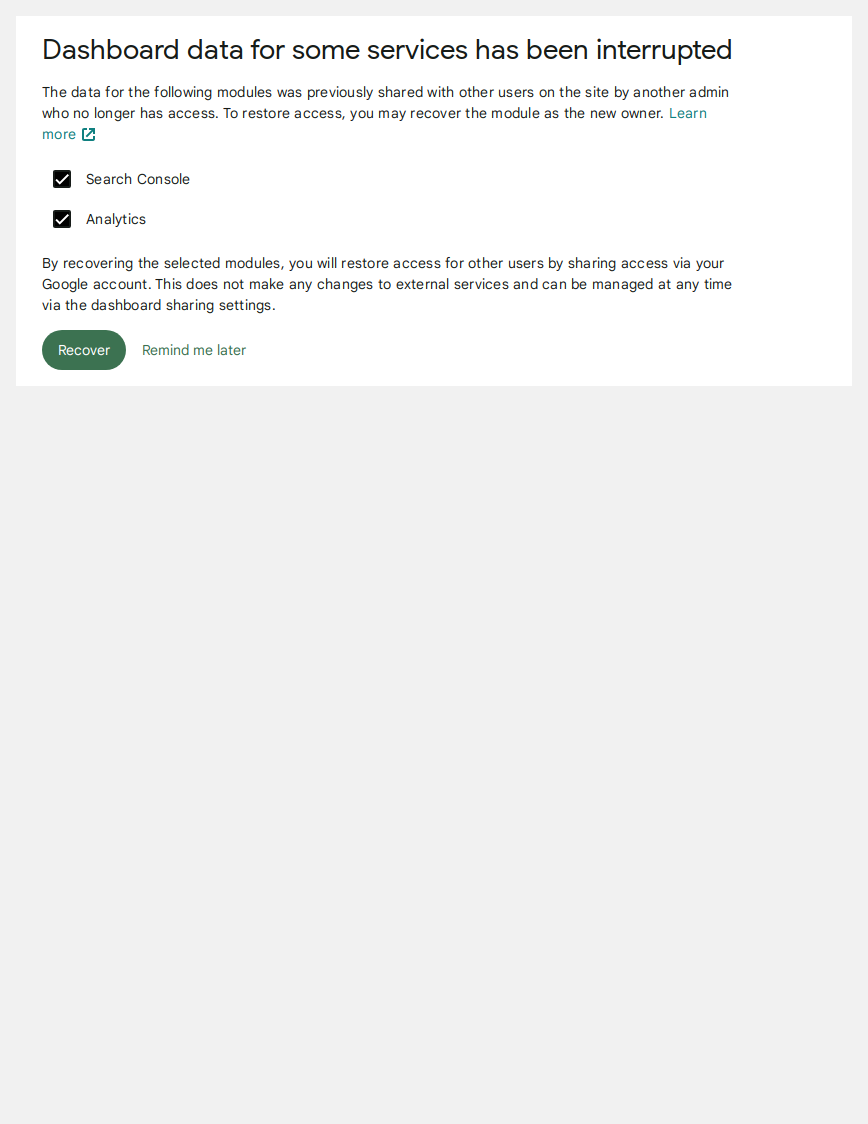 Dashboard data for some services has been interrupted
The data for the following modules was previously shared with other users on the site by another admin
who no longer has access. To restore access, you may recover the module as the new owner. Learn
more
Search Console
Analytics
By recovering the selected modules, you will restore access for other users by sharing access via your
Google account. This does not make any changes to external services and can be managed at any time
via the dashboard sharing settings.
Recover Remind me later